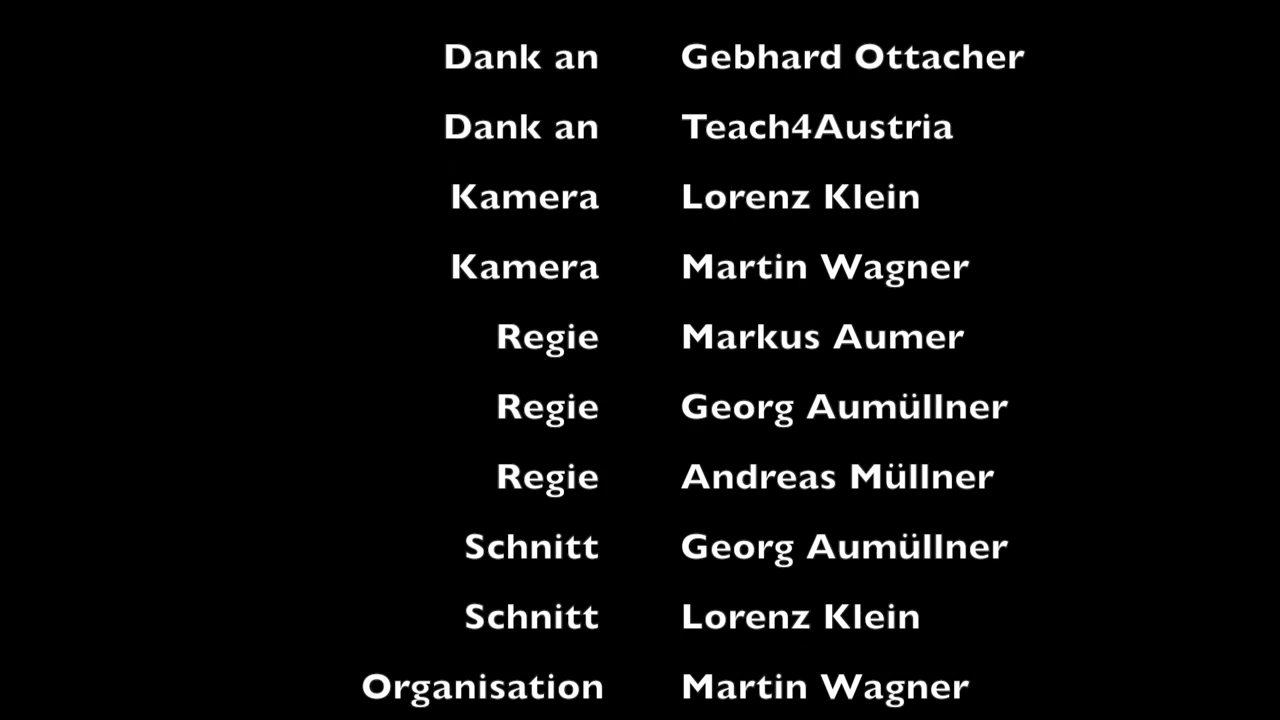 Dank an Gebhard Ottacher
Dank an Teach4Austria
Kamera Lorenz Klein
Kamera Martin Wagner
Regie Markus Aumer
Regie Georg Aumüllner
Regie Andreas Müllner
Schnitt Georg Aumüllner
Schnitt Lorenz Klein
Organisation Martin Wagner